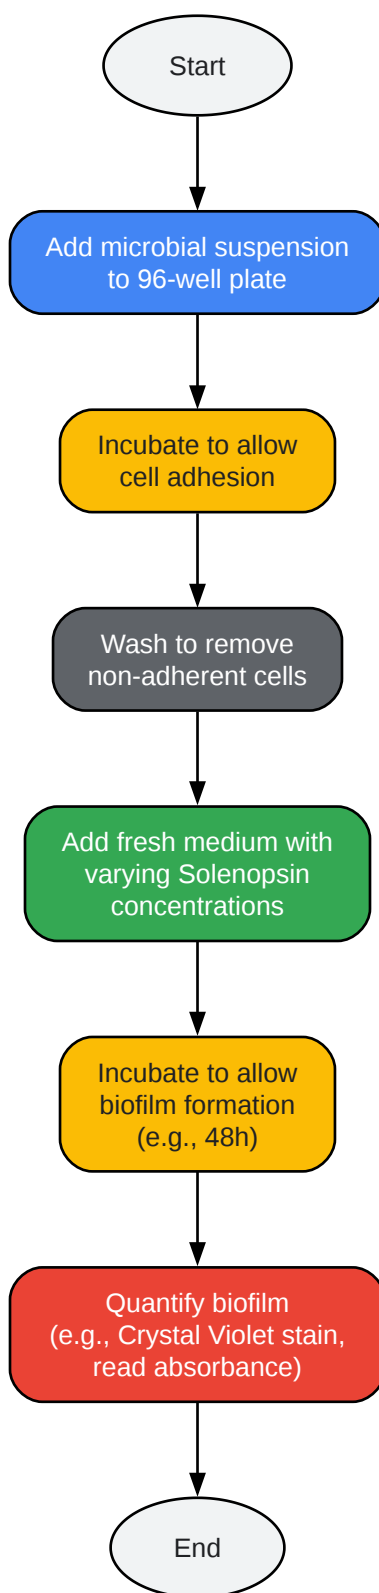 Start
Add microbial suspension
to 96-well plate
Incubate to allow
cell adhesion
Wash to remove
non-adherent cells
Add fresh medium with
varying Solenopsin
concentrations
Incubate to allow
biofilm formation
(e.g., 48h)
Quantify biofilm
(e.g., Crystal Violet stain,
read absorbance)
End